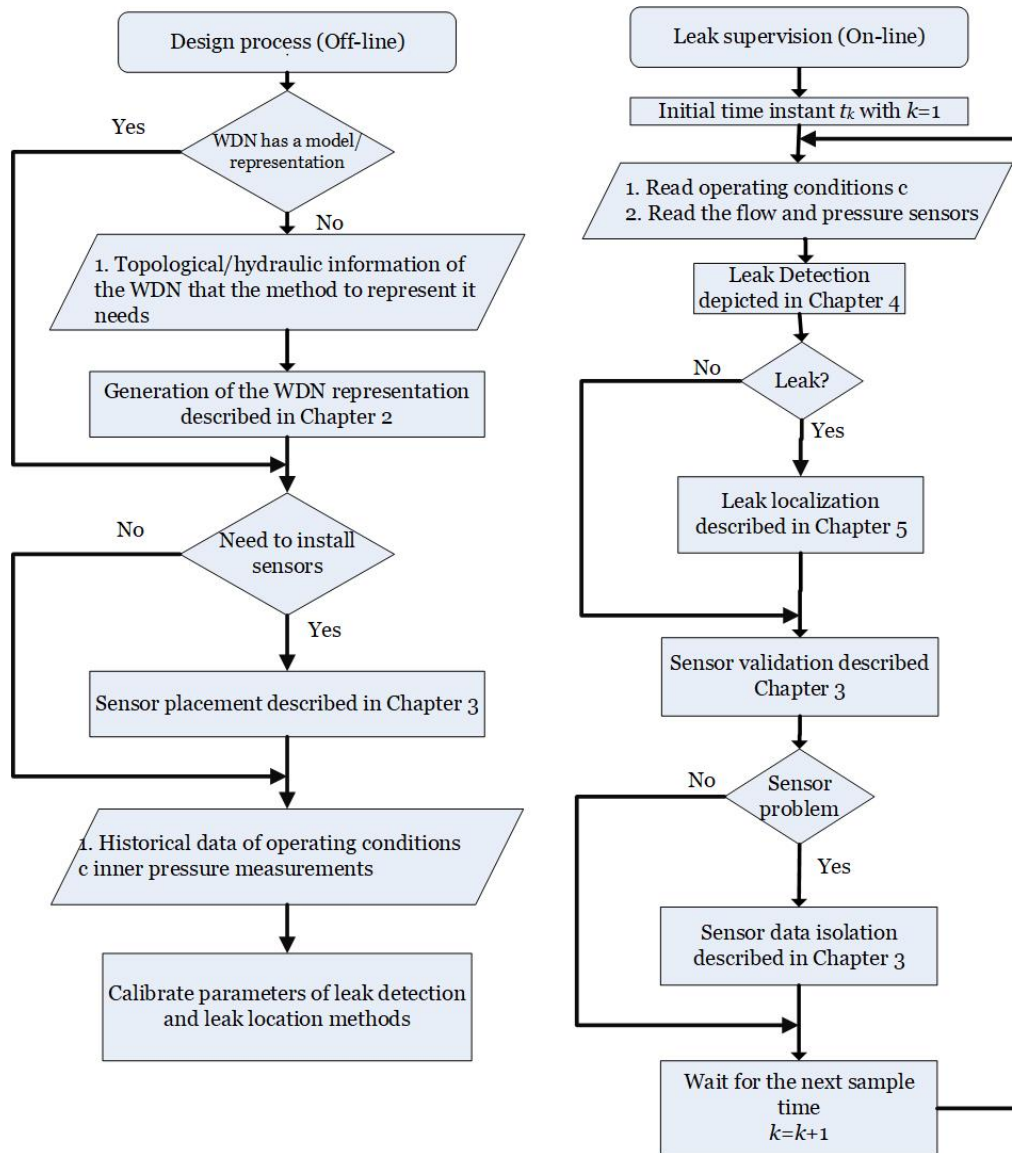 Design process (Off-line)
Yes
WDN has a model/
representation
No
1. Topological/hydraulic information of
the WDN that the method to represent it
needs
Generation of the WDN representation
described in Chapter 2
No
Need to install
sensors
Yes
Sensor placement described in Chapter 3
1. Historical data of operating conditions
c inner pressure measurements
Calibrate parameters of leak detection
and leak location methods
Leak supervision (On-line)
Initial time instant tk with k=1
1. Read operating conditions c
2. Read the flow and pressure sensors
Leak Detection
depicted in Chapter 4
No
Leak?
Yes
Leak localization
described in Chapter 5
Sensor validation described
Chapter 3
No
Sensor
problem
Yes
Sensor data isolation
described in Chapter 3
Wait for the next sample
time
k=k+1